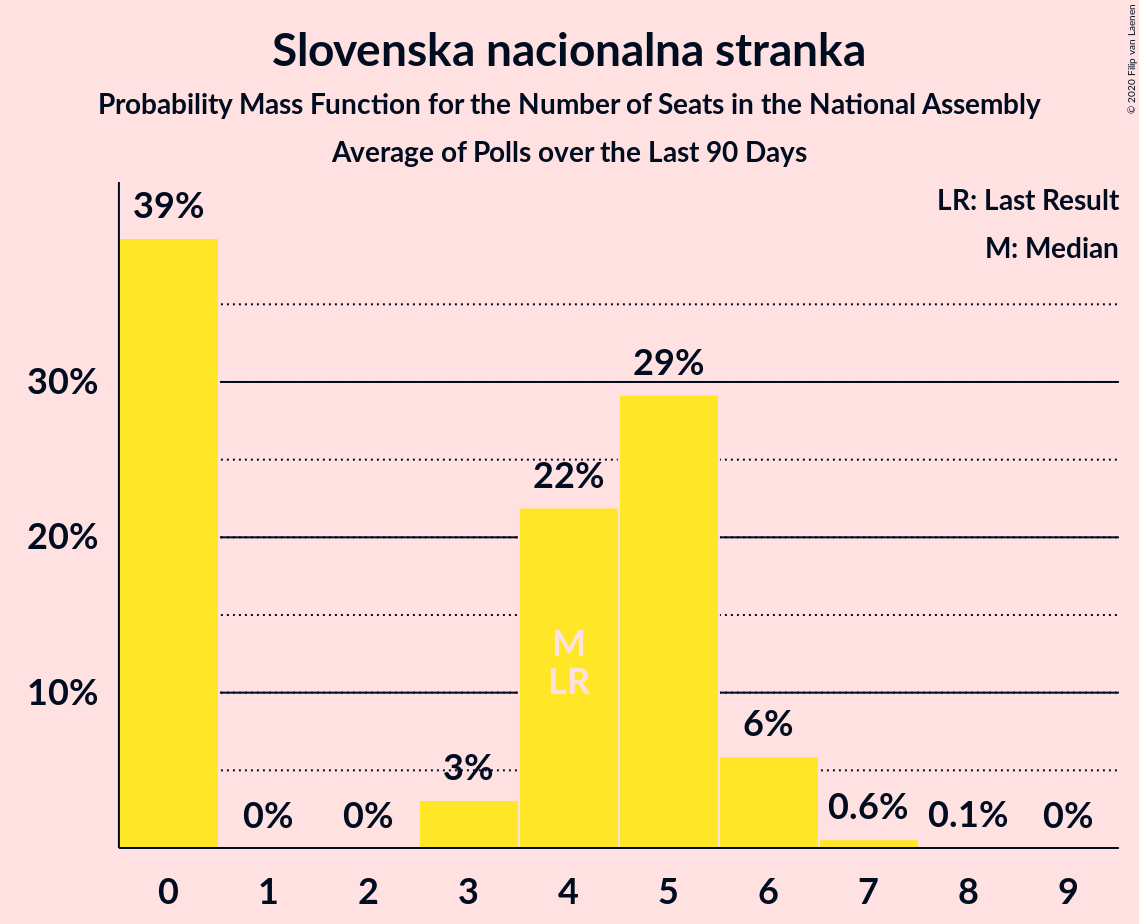 Slovenska nacionalna stranka
Probability Mass Function for the Number of Seats in the National Assembly
Average of Polls over the Last 90 Days
© 2020 Filip van Laenen
LR: Last Result
M: Median
39%
29%
30%
22%
20%
M
LR
10%
6%
3%
0%
0%
0.6%
0.1%
0%
0 1 2 3 4 5 6 7 8 9